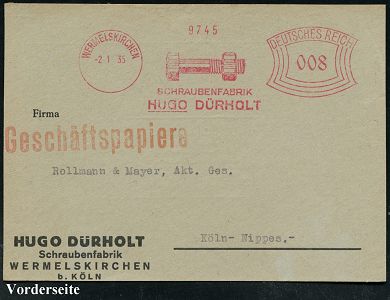 9745
WERMELSKIRCHEN
-2.1.35
DEUTSCHES REICH
008
SCHRAUBENFABRIK
HUGO DÜRHOLT
Firma
Geschäftspapiere
Rollmann & Mayer, Akt. Ges.
Köln- Nippes.-
HUGO DÜRHOLT
Schraubenfabrik
WERMELSKIRCHEN
b. KÖLN
Vorderseite